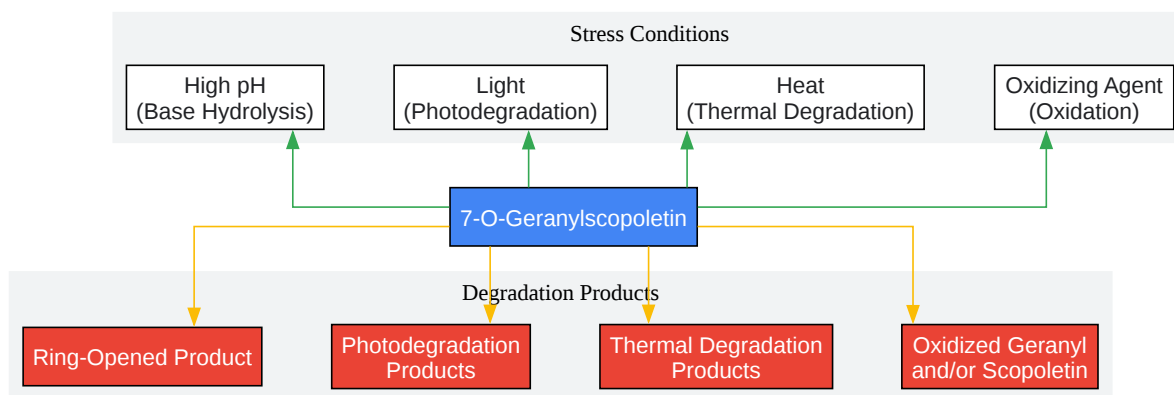 Stress Conditions
High pH
(Base Hydrolysis)
Light
(Photodegradation)
Heat
(Thermal Degradation)
Oxidizing Agent
(Oxidation)
7-O-Geranylscopoletin
Degradation Products
Ring-Opened Product
Photodegradation
Products
Thermal Degradation
Products
Oxidized Geranyl
and/or Scopoletin